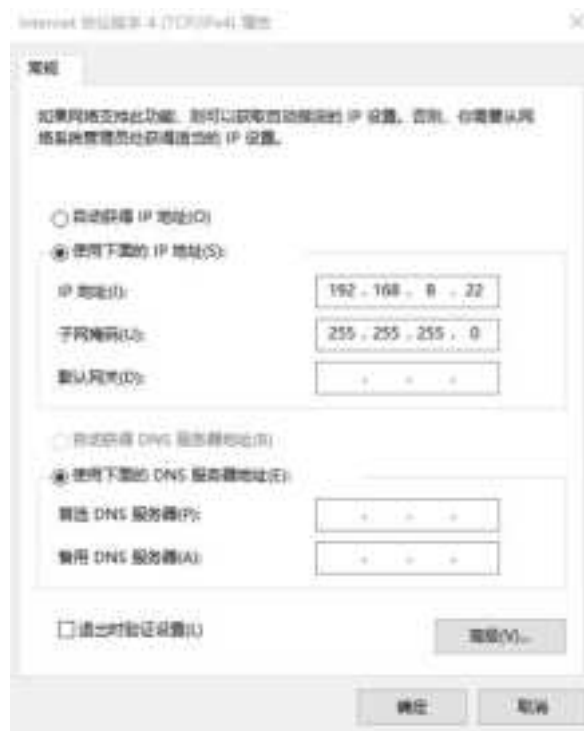 Internet 协议版本 4 (TCP/IPv4) 属性
常规
如果网络支持此功能，则可以获取自动指派的 IP 设置。否则，你需要从网
络系统管理员处获得适当的 IP 设置。
自动获得 IP 地址(O)
使用下面的 IP 地址(S):
IP 地址(I):
192 . 168 . 8 . 22
子网掩码(U):
255 . 255 . 255 . 0
默认网关(D):
自动获得 DNS 服务器地址(B)
使用下面的 DNS 服务器地址(E):
首选 DNS 服务器(P):
备用 DNS 服务器(A):
退出时验证设置(L)
高级(V)...
确定
取消